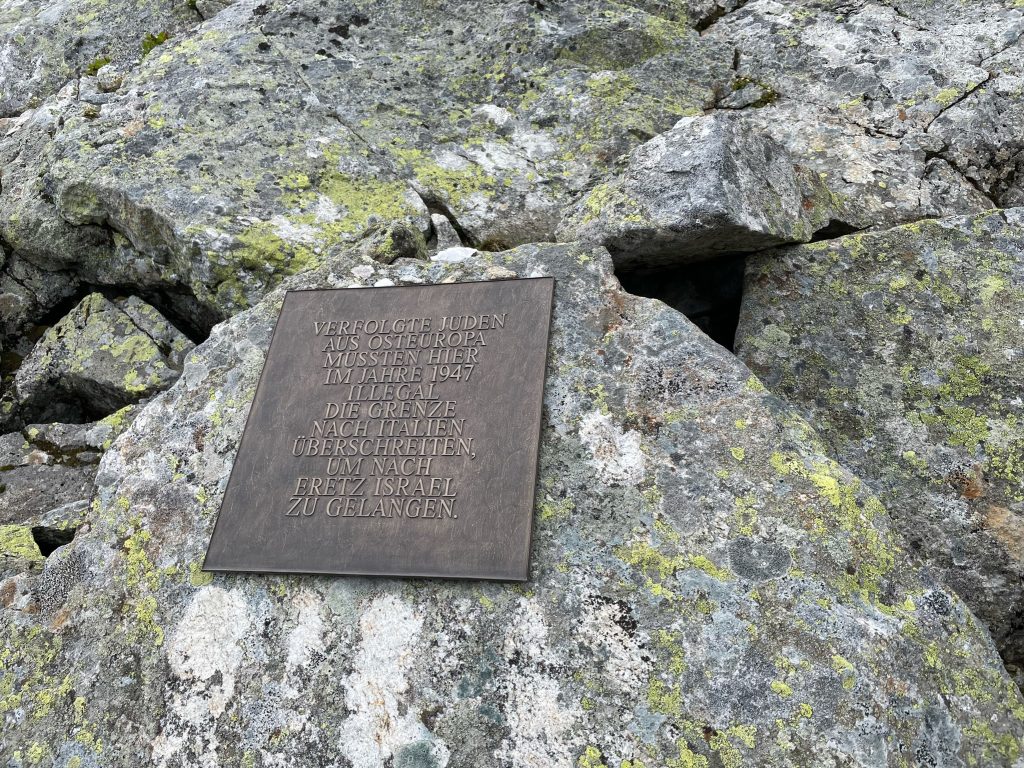 VERFOLGTE JUDEN
AUS OSTEUROPA
MUSSTEN HIER
IM JAHRE 1947
ILLEGAL
DIE GRENZE
NACH ITALIEN
ÜBERSCHREITEN,
UM NACH
ERETZ ISRAEL
ZU GELANGEN.